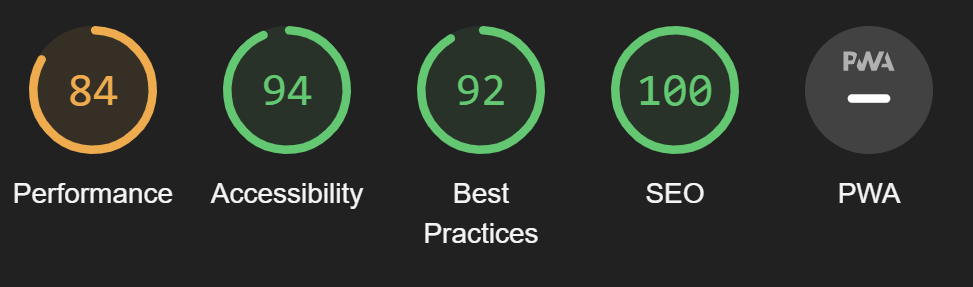 84
94
92
100
PWA
Performance
Accessibility
Best
Practices
SEO
PWA